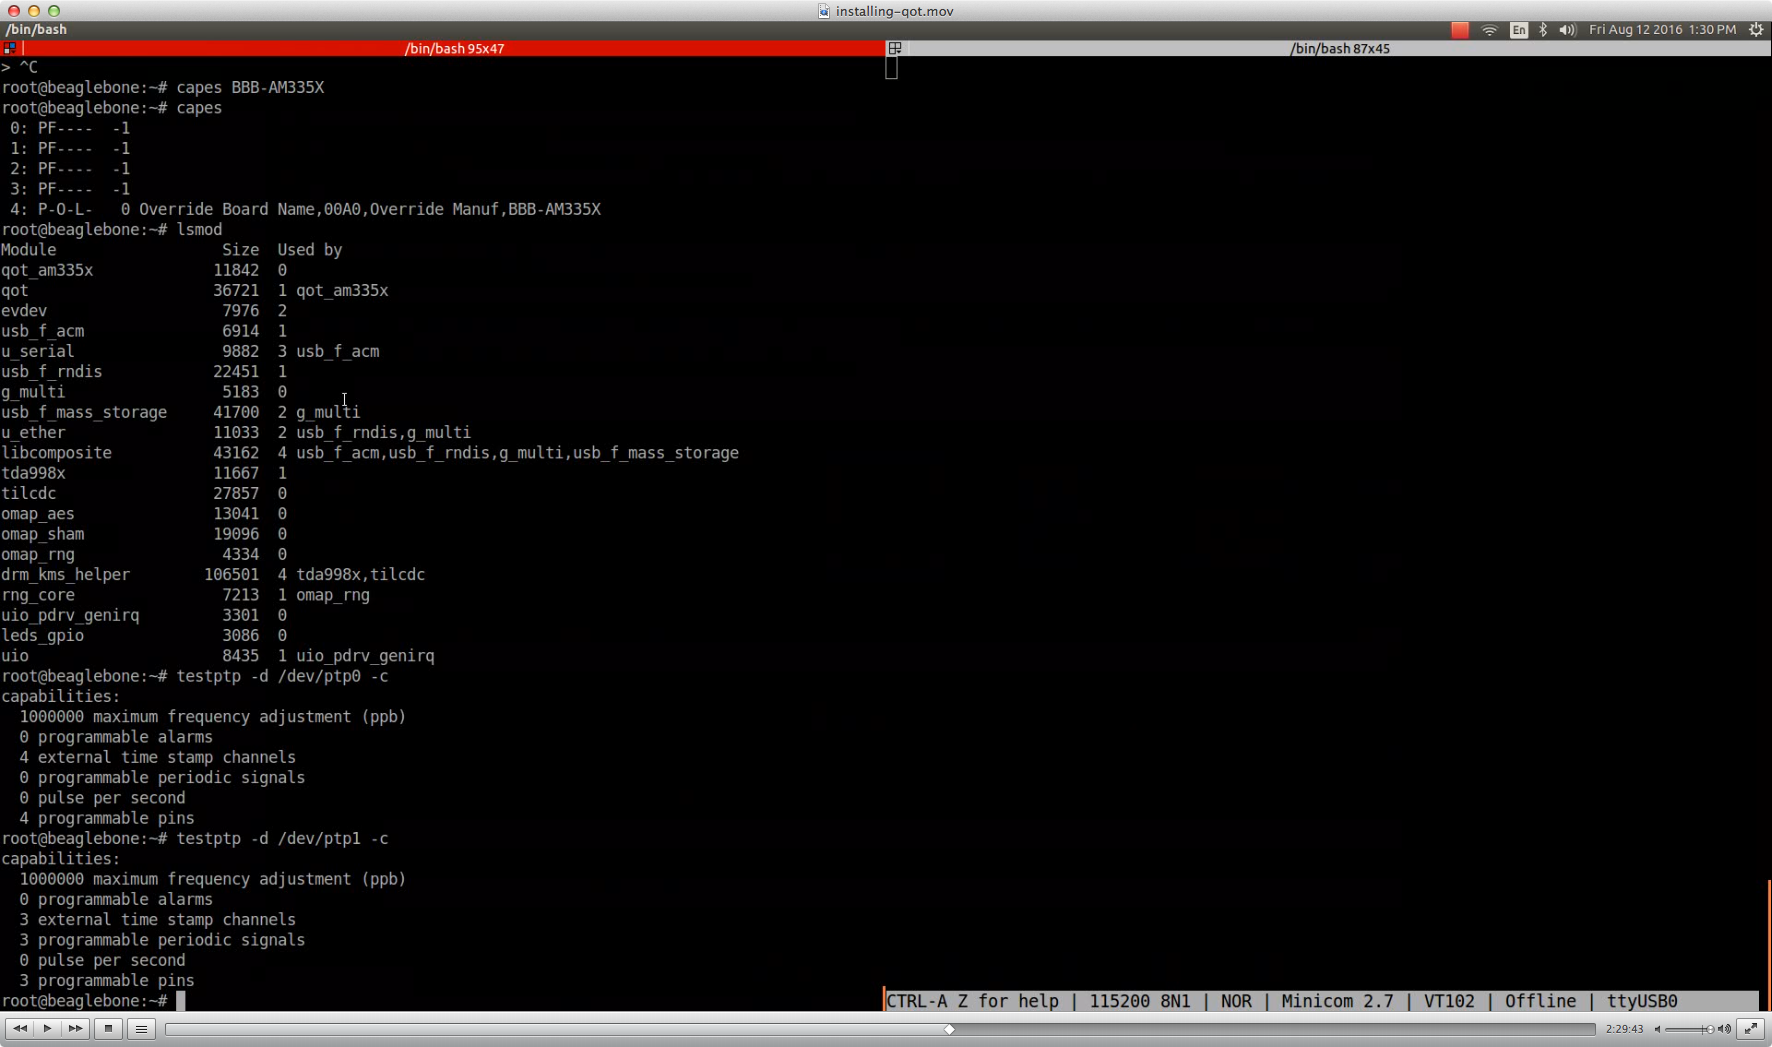 installing-qot.mov
/bin/bash
En
Fri Aug 12 2016 1:30 PM
/bin/bash 95x47
/bin/bash 87x45
> ^C
root@beaglebone:~# capes BBB-AM335X
root@beaglebone:~# capes
0: PF---- -1
1: PF---- -1
2: PF---- -1
3: PF---- -1
4: P-O-L- 0 Override Board Name,00A0,Override Manuf,BBB-AM335X
root@beaglebone:~# lsmod
Module Size Used by
qot_am335x 11842 0
qot 36721 1 qot_am335x
evdev 7976 2
usb_f_acm 6914 1
u_serial 9882 3 usb_f_acm
usb_f_rndis 22451 1
g_multi 5183 0
usb_f_mass_storage 41700 2 g_multi
u_ether 11033 2 usb_f_rndis,g_multi
libcomposite 43162 4 usb_f_acm,usb_f_rndis,g_multi,usb_f_mass_storage
tda998x 11667 1
tilcdc 27857 0
omap_aes 13041 0
omap_sham 19096 0
omap_rng 4334 0
drm_kms_helper 106501 4 tda998x,tilcdc
rng_core 7213 1 omap_rng
uio_pdrv_genirq 3301 0
leds_gpio 3086 0
uio 8435 1 uio_pdrv_genirq
root@beaglebone:~# testptp -d /dev/ptp0 -c
capabilities:
1000000 maximum frequency adjustment (ppb)
0 programmable alarms
4 external time stamp channels
0 programmable periodic signals
0 pulse per second
4 programmable pins
root@beaglebone:~# testptp -d /dev/ptp1 -c
capabilities:
1000000 maximum frequency adjustment (ppb)
0 programmable alarms
3 external time stamp channels
3 programmable periodic signals
0 pulse per second
3 programmable pins
root@beaglebone:~#
CTRL-A Z for help | 115200 8N1 | NOR | Minicom 2.7 | VT102 | Offline | ttyUSB0
2:29:43